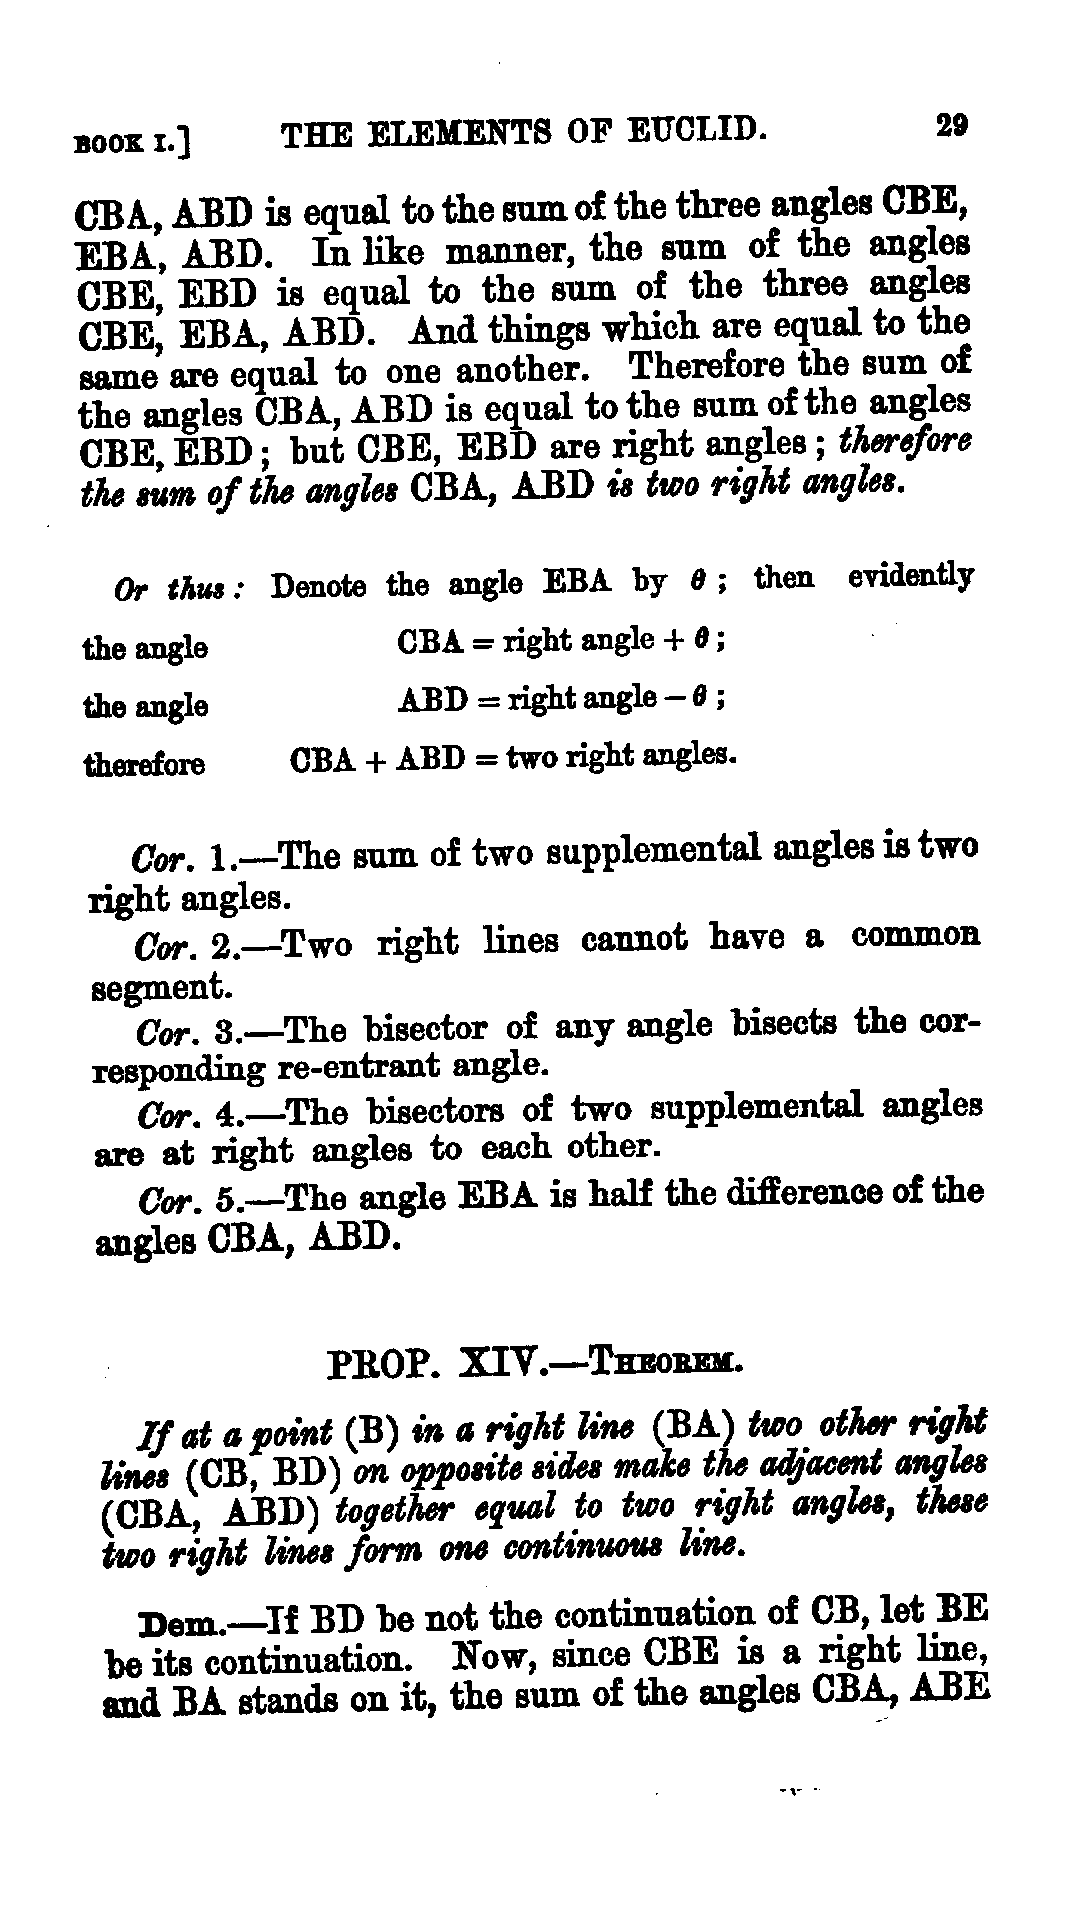 BOOK I.] THE ELEMENTS OF EUCLID. 29
CBA, ABD is equal to the sum of the three angles CBE,
EBA, ABD. In like manner, the sum of the angles
CBE, EBD is equal to the sum of the three angles
CBE, EBA, ABD. And things which are equal to the
same are equal to one another. Therefore the sum of
the angles CBA, ABD is equal to the sum of the angles
CBE, EBD; but CBE, EBD are right angles; therefore
the sum of the angles CBA, ABD is two right angles.
Or thus: Denote the angle EBA by θ; then evidently
the angle CBA = right angle + θ;
the angle ABD = right angle – θ;
therefore CBA + ABD = two right angles.
Cor. 1.—The sum of two supplemental angles is two
right angles.
Cor. 2.—Two right lines cannot have a common
segment.
Cor. 3.—The bisector of any angle bisects the cor-
responding re-entrant angle.
Cor. 4.—The bisectors of two supplemental angles
are at right angles to each other.
Cor. 5.—The angle EBA is half the difference of the
angles CBA, ABD.
PROP. XIV.—THEOREM.
If at a point (B) in a right line (BA) two other right
lines (CB, BD) on opposite sides make the adjacent angles
(CBA, ABD) together equal to two right angles, these
two right lines form one continuous line.
Dem.—If BD be not the continuation of CB, let BE
be its continuation. Now, since CBE is a right line,
and BA stands on it, the sum of the angles CBA, ABE